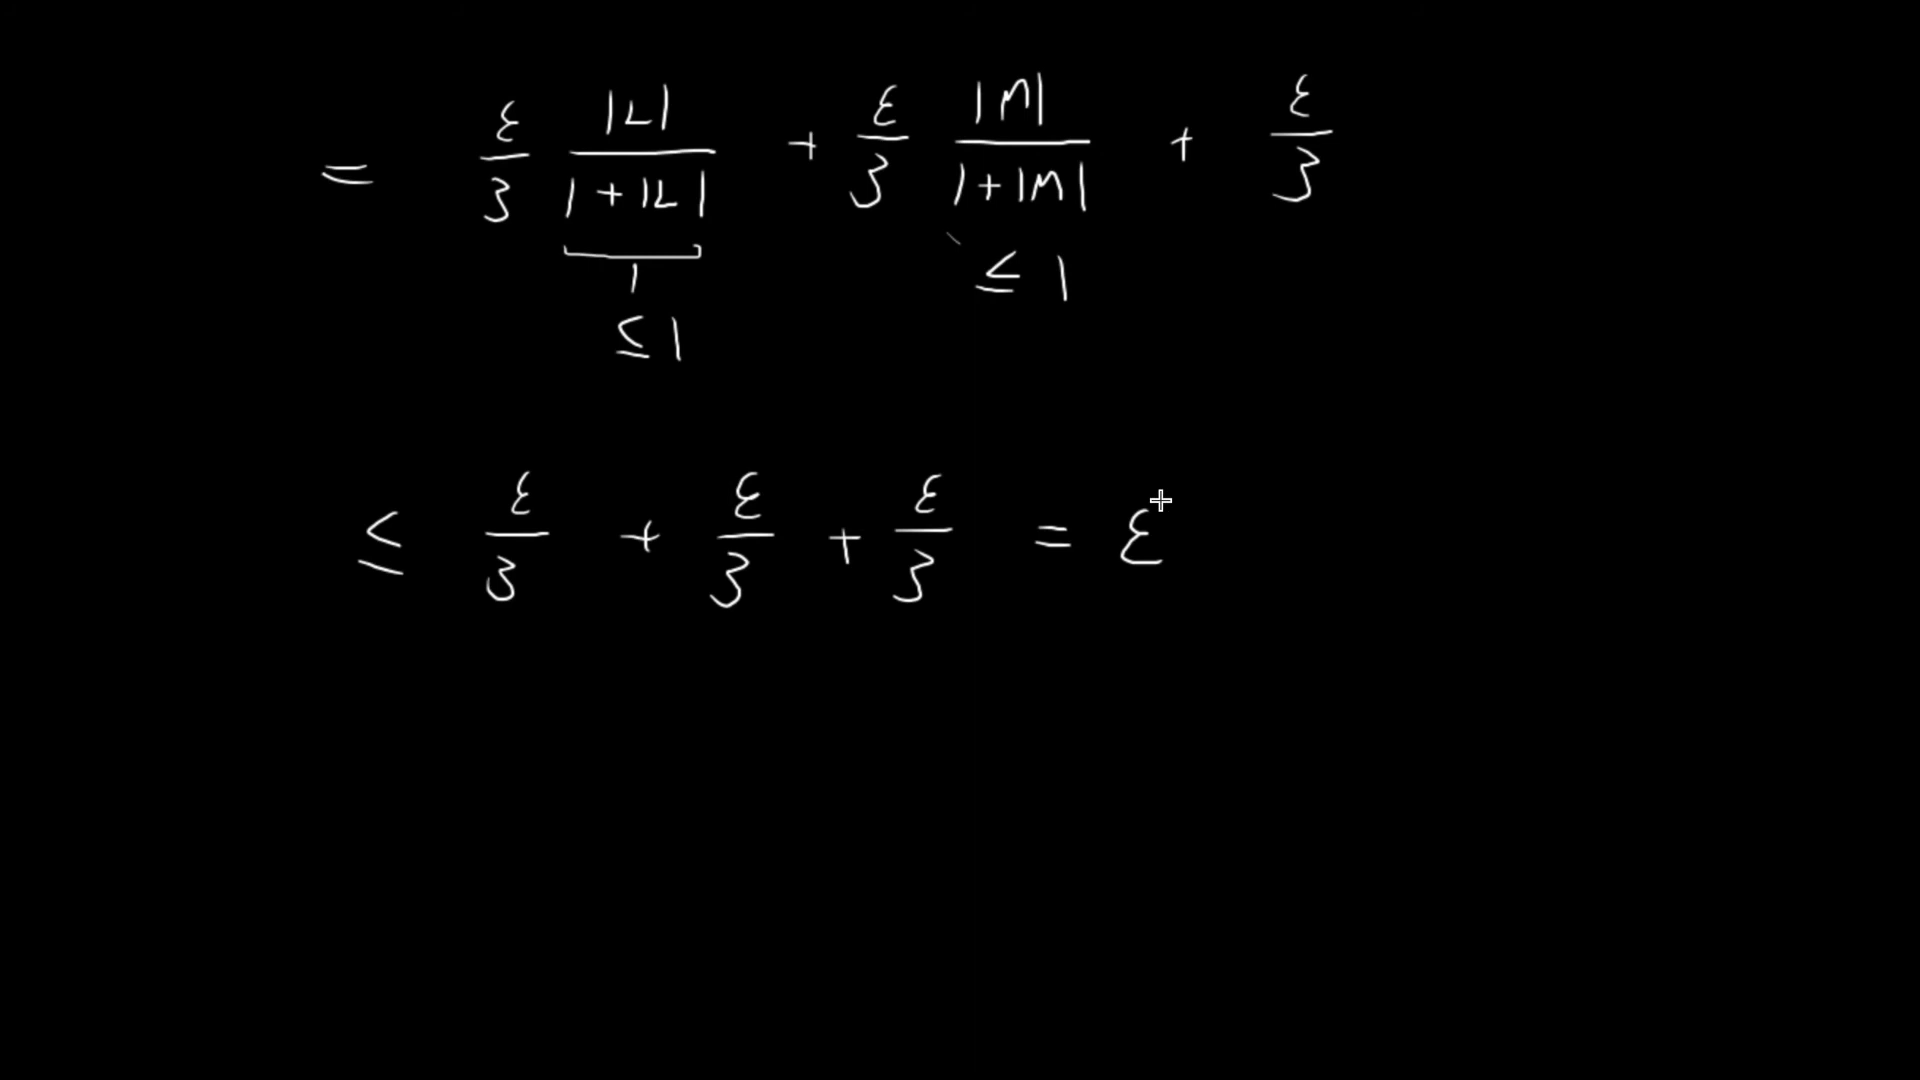 = ε/3 |L|/(1+|L|) + ε/3 |M|/(1+|M|) + ε/3
≤ 1
≤ 1
≤ ε/3 + ε/3 + ε/3 = ε